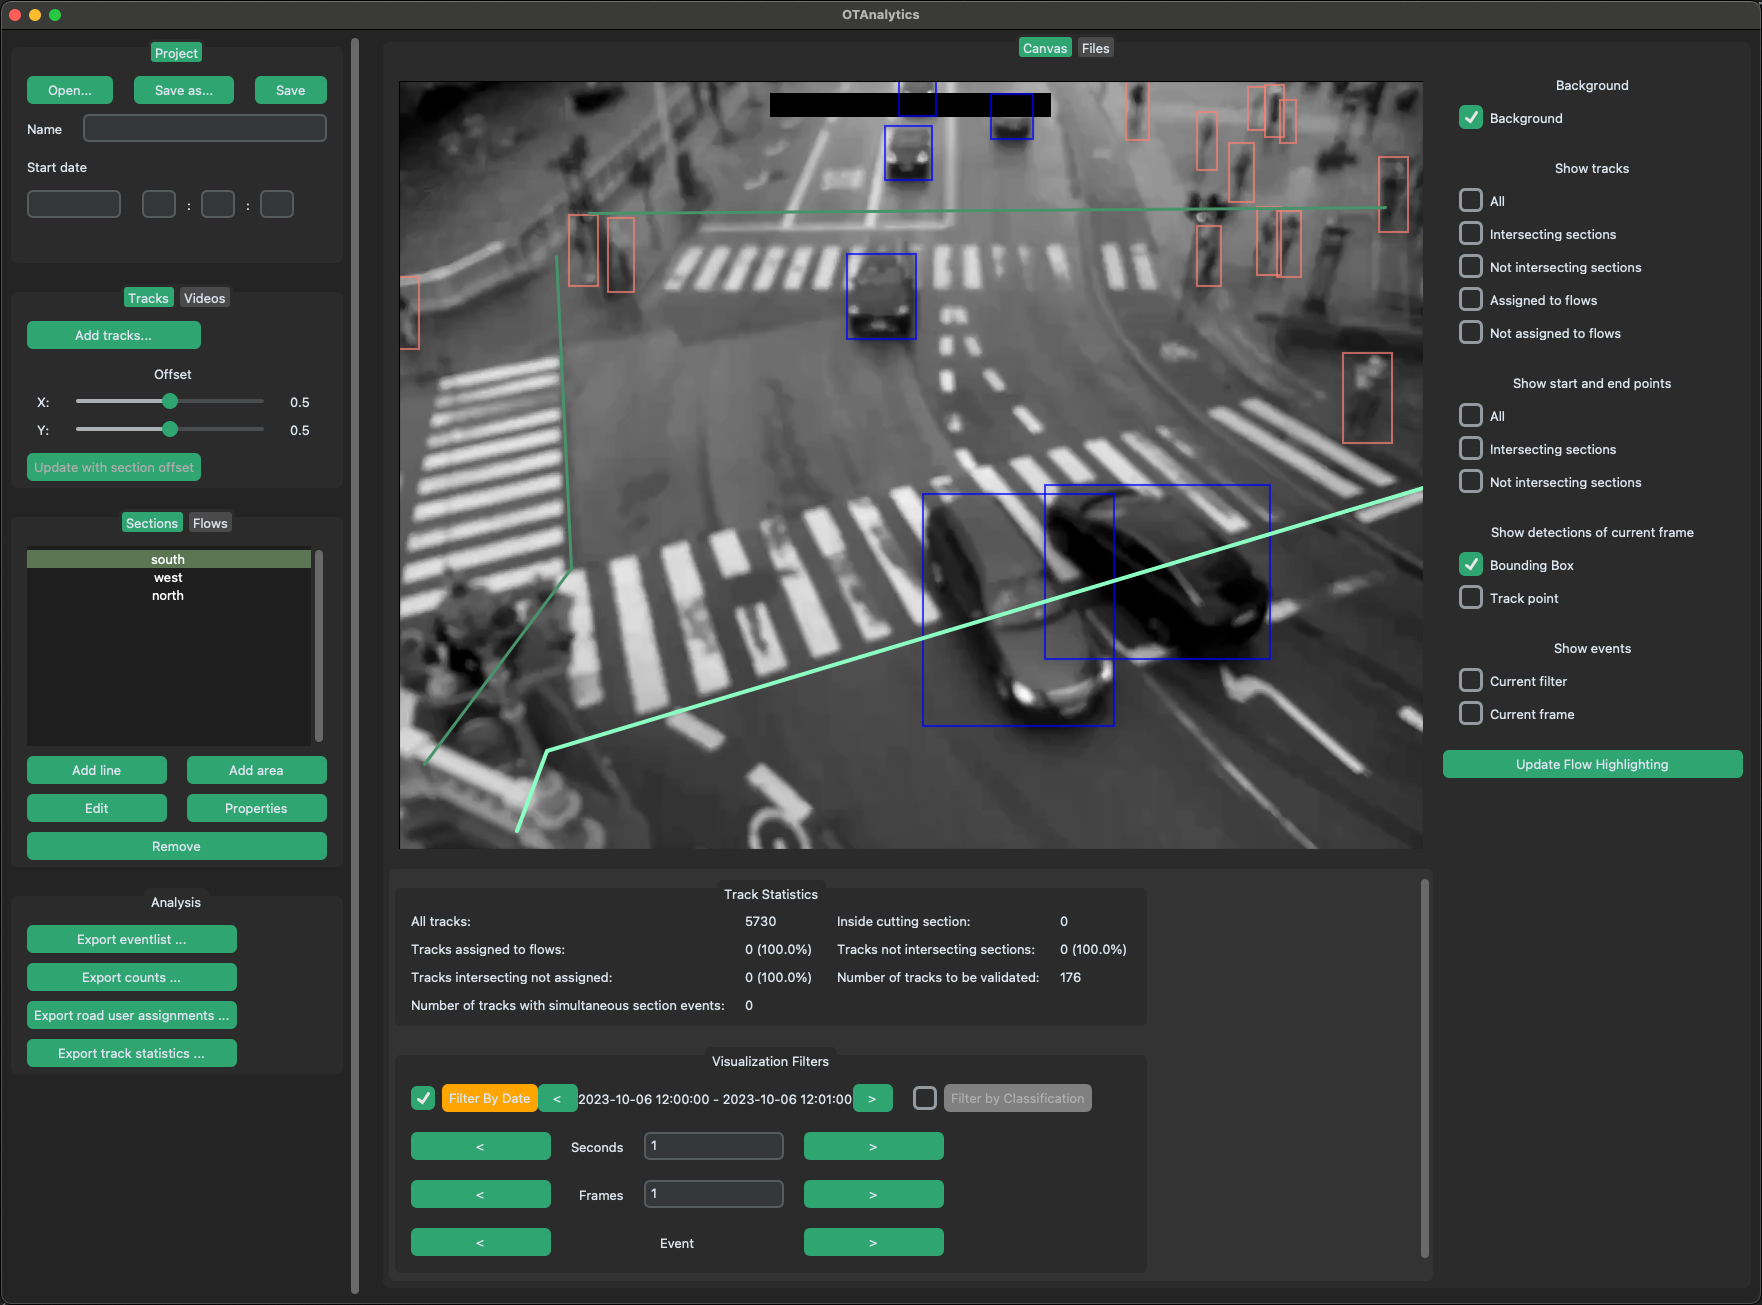 OTAnalytics
Project
Open... Save as... Save
Name
Start date
: :
Tracks Videos
Add tracks...
Offset
X: 0.5
Y: 0.5
Update with section offset
Sections Flows
south
west
north
Add line Add area
Edit Properties
Remove
Analysis
Export eventlist ...
Export counts ...
Export road user assignments ...
Export track statistics ...
Canvas Files
Background
Background
Show tracks
All
Intersecting sections
Not intersecting sections
Assigned to flows
Not assigned to flows
Show start and end points
All
Intersecting sections
Not intersecting sections
Show detections of current frame
Bounding Box
Track point
Show events
Current filter
Current frame
Update Flow Highlighting
Track Statistics
All tracks: 5730 Inside cutting section: 0
Tracks assigned to flows: 0 (100.0%) Tracks not intersecting sections: 0 (100.0%)
Tracks intersecting not assigned: 0 (100.0%) Number of tracks to be validated: 176
Number of tracks with simultaneous section events: 0
Visualization Filters
Filter By Date < 2023-10-06 12:00:00 - 2023-10-06 12:01:00 > Filter by Classification
< Seconds 1 >
< Frames 1 >
< Event >